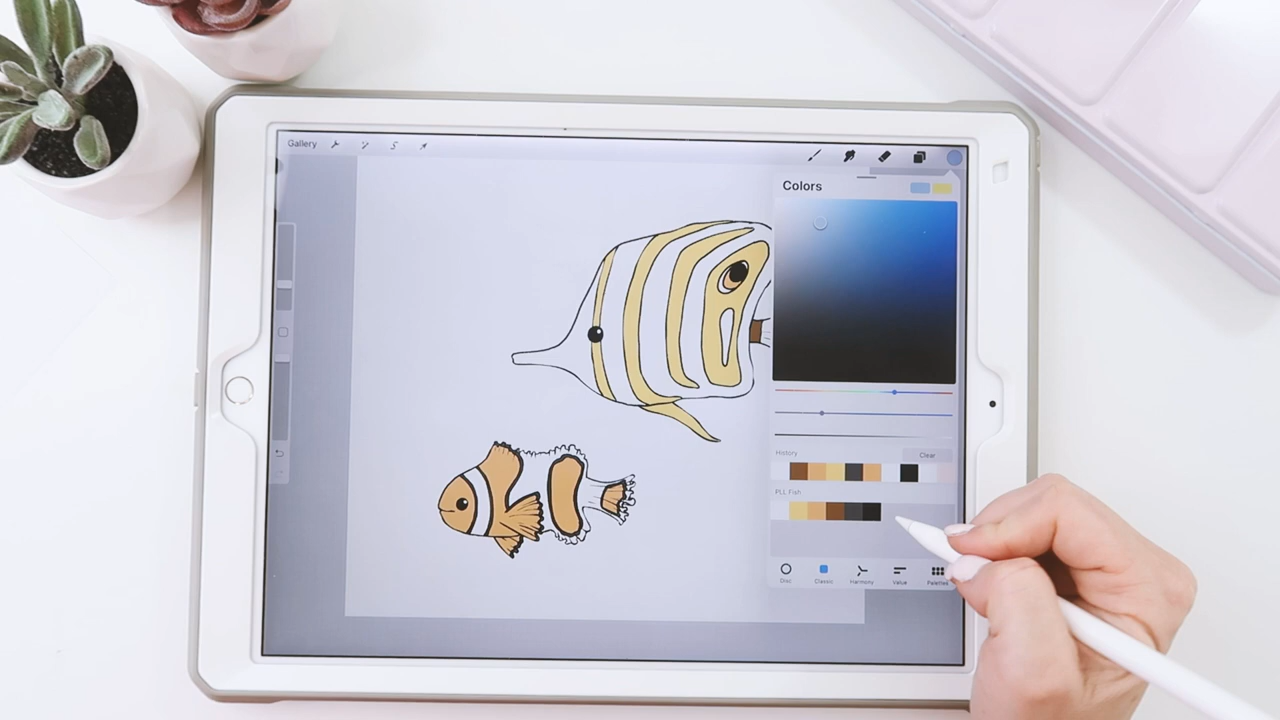 Gallery
Colors
History
Clear
PLL Fish
Disc
Classic
Harmony
Value
Palettes